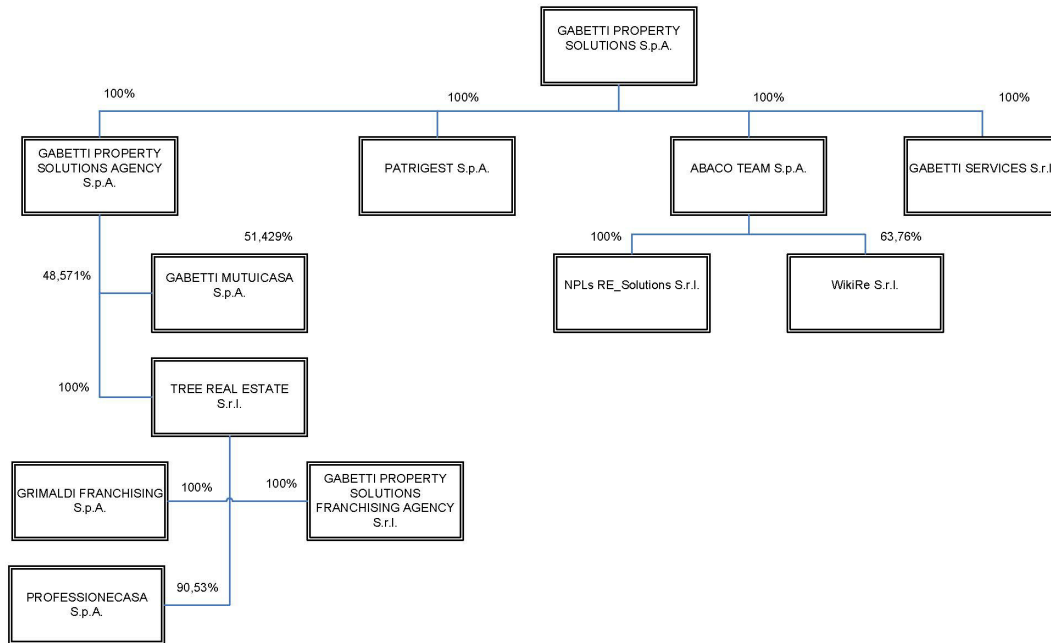 GABETTI PROPERTY
SOLUTIONS S.p.A.
100%
100%
100%
100%
GABETTI PROPERTY
SOLUTIONS AGENCY
S.p.A.
PATRIGEST S.p.A.
ABACO TEAM S.p.A.
GABETTI SERVICES S.r.l
51,429%
100%
63,76%
48,571%
GABETTI MUTUICASA
S.p.A.
NPLs RE_Solutions S.r.l.
WikiRe S.r.l.
100%
TREE REAL ESTATE
S.r.l.
GRIMALDI FRANCHISING
S.p.A.
100%
100%
GABETTI PROPERTY
SOLUTIONS
FRANCHISING AGENCY
S.r.l.
90,53%
PROFESSIONECASA
S.p.A.